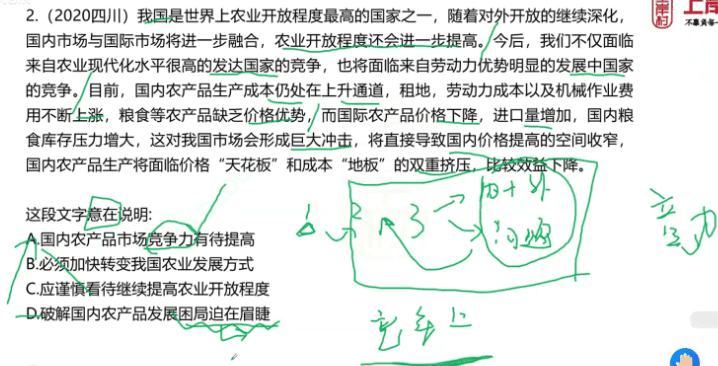 2.（2020四川）我国是世界上农业开放程度最高的国家之一，随着对外开放的继续深化，
国内市场与国际市场将进一步融合，农业开放程度还会进一步提高。今后，我们不仅面临
来自农业现代化水平很高的发达国家的竞争，也将面临来自劳动力优势明显的发展中国家
的竞争。目前，国内农产品生产成本仍处在上升通道，租地，劳动力成本以及机械作业费
用不断上涨，粮食等农产品缺乏价格优势，而国际农产品价格下降，进口量增加，国内粮
食库存压力增大，这对我国市场会形成巨大冲击，将直接导致国内价格提高的空间收窄，
国内农产品生产将面临价格“天花板”和成本“地板”的双重挤压，比较效益下降。
这段文字意在说明:
A.国内农产品市场竞争力有待提高
B.必须加快转变我国农业发展方式
C.应谨慎看待继续提高农业开放程度
D.破解国内农产品发展困局迫在眉睫
2
3
内+外
问题
竞争上